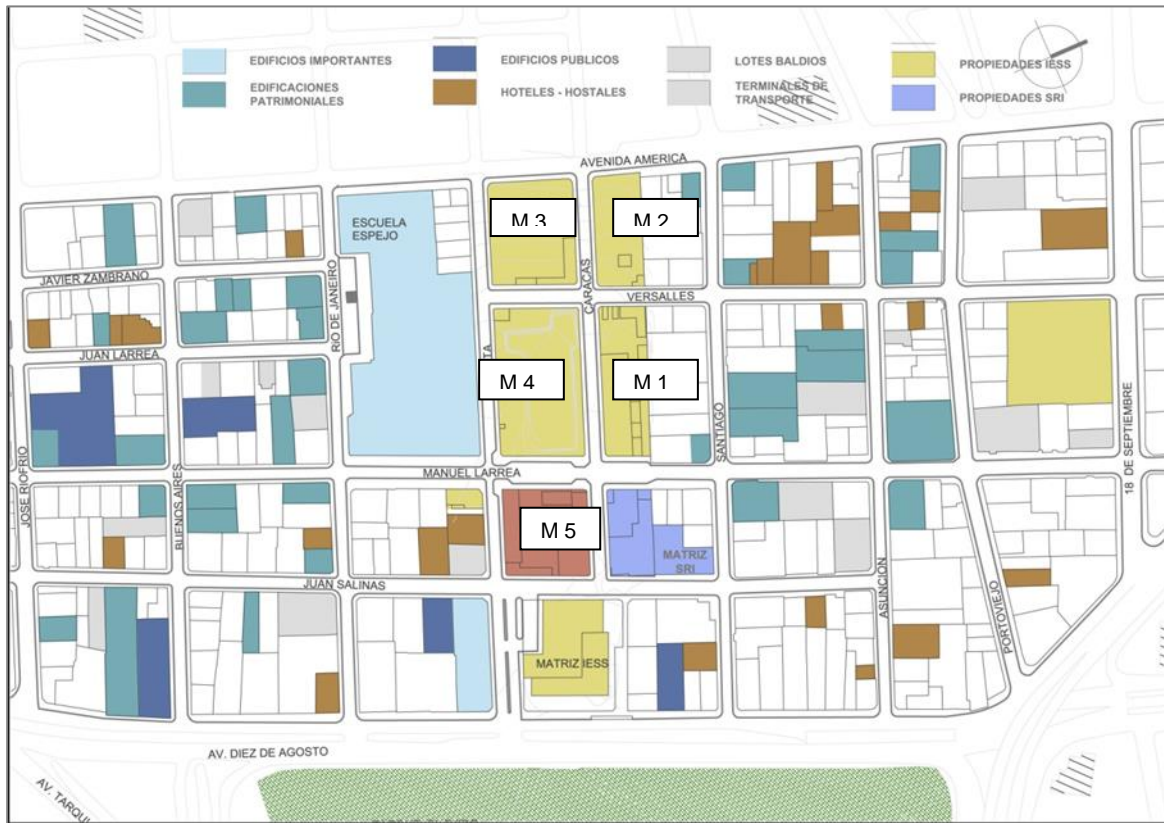 EDIFICIOS IMPORTANTES
EDIFICIOS PUBLICOS
LOTES BALDIOS
PROPIEDADES IESS
EDIFICACIONES
PATRIMONIALES
HOTELES - HOSTALES
TERMINALES DE
TRANSPORTE
PROPIEDADES SRI
AVENIDA AMERICA
ESCUELA
ESPEJO
M 3
M 2
JAVIER ZAMBRANO
RIO DE JANEIRO
CARACAS
VERSALLES
JUAN LARREA
M 4
M 1
SANTIAGO
18 DE SEPTIEMBRE
MANUEL LARREA
JOSE RIOFRIO
BUENOS AIRES
M 5
MATRIZ
SRI
JUAN SALINAS
ASUNCION
PORTOVIEJO
MATRIZ IESS
AV. DIEZ DE AGOSTO